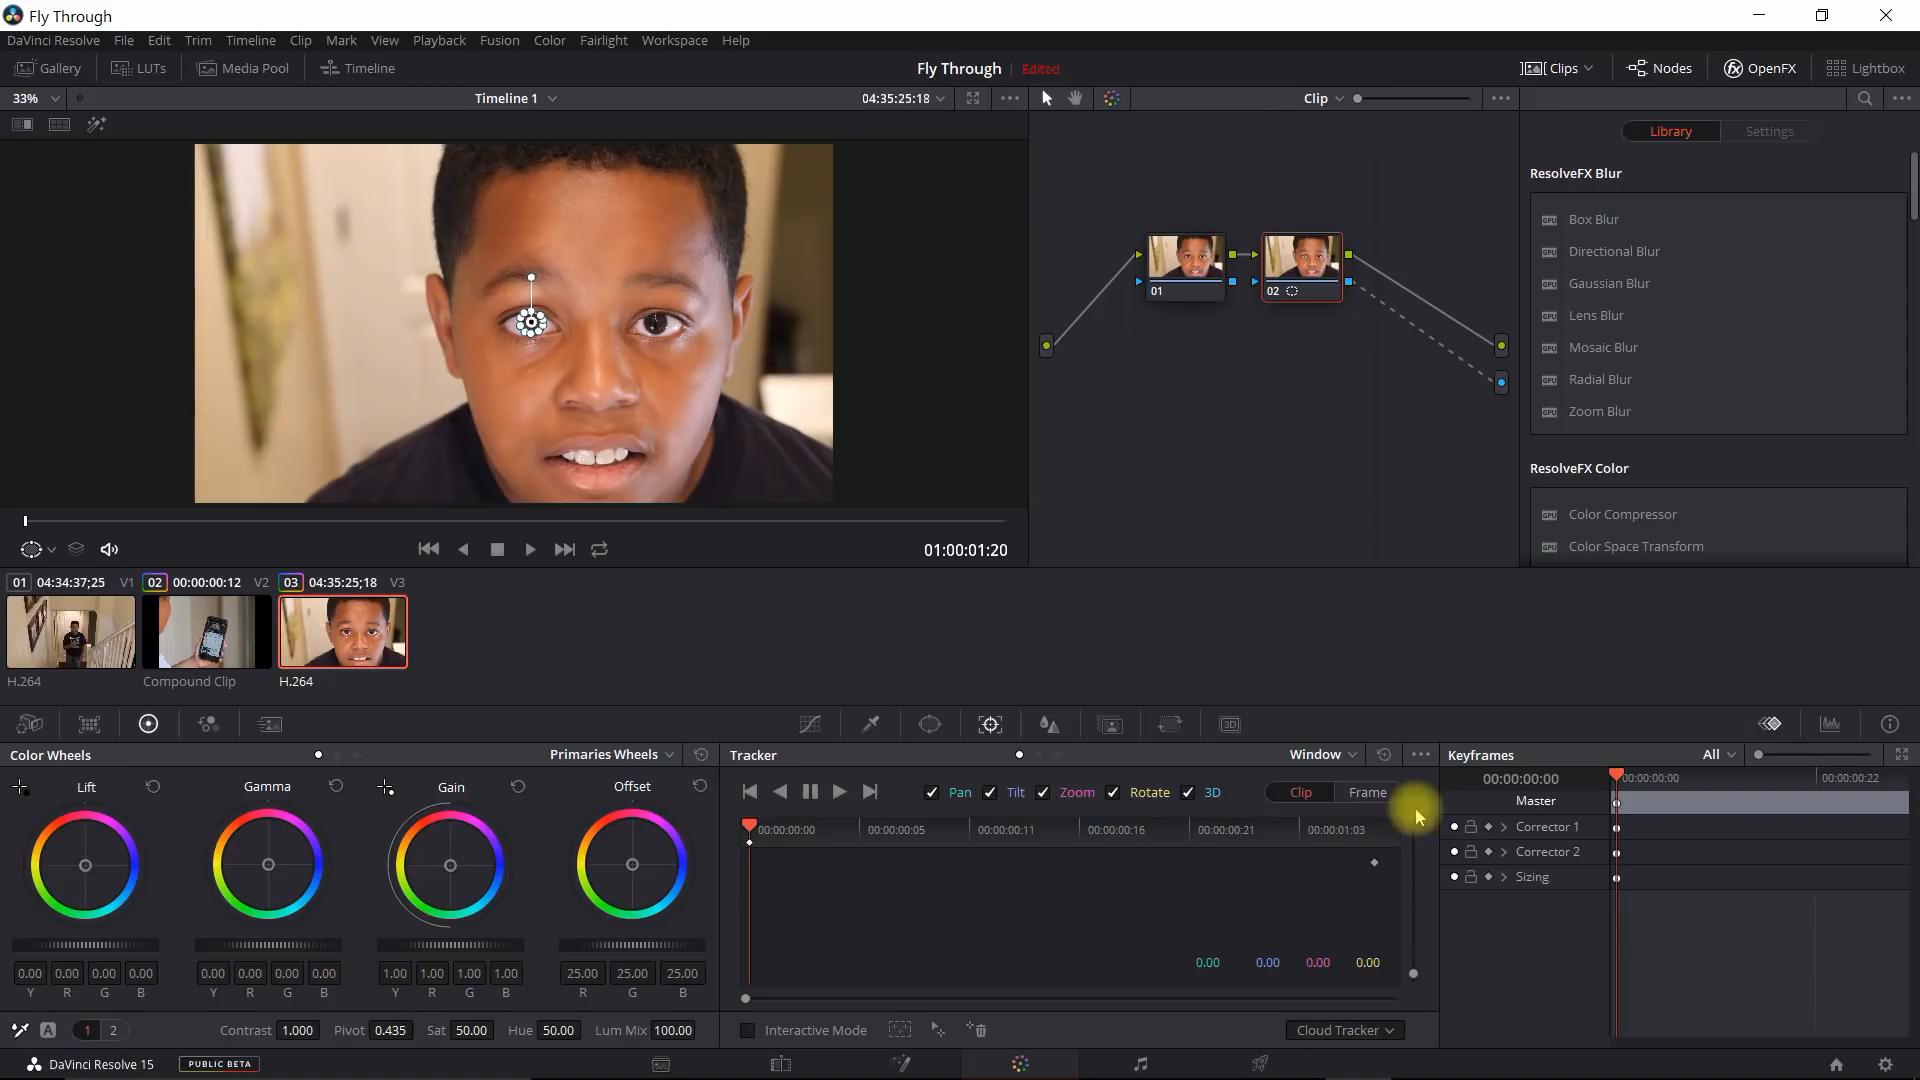 Fly Through
DaVinci Resolve File Edit Trim Timeline Clip Mark View Playback Fusion Color Fairlight Workspace Help
Gallery LUTs Media Pool Timeline Fly Through Edited Clips Nodes OpenFX Lightbox
33% Timeline 1 04:35:25:18 Clip
Library Settings
ResolveFX Blur
Box Blur
Directional Blur
Gaussian Blur
Lens Blur
Mosaic Blur
Radial Blur
Zoom Blur
01 02
ResolveFX Color
Color Compressor
Color Space Transform
01:00:01:20
01 04:34:37;25 V1 02 00:00:00:12 V2 03 04:35:25;18 V3
H.264 Compound Clip H.264
3D
Color Wheels Primaries Wheels Tracker Window Keyframes All
Lift Gamma Gain Offset
Pan Tilt Zoom Rotate 3D Clip Frame
00:00:00:00 00:00:00:00 00:00:00:22
00:00:00:00 00:00:00:05 00:00:00:11 00:00:00:16 00:00:00:21 00:00:01:03
Master
Corrector 1
Corrector 2
Sizing
0.00 0.00 0.00 0.00
0.00 0.00 0.00 0.00 0.00 0.00 0.00 0.00 1.00 1.00 1.00 1.00 25.00 25.00 25.00
Y R G B Y R G B Y R G B R G B
A 1 2 Contrast 1.000 Pivot 0.435 Sat 50.00 Hue 50.00 Lum Mix 100.00 Interactive Mode Cloud Tracker
DaVinci Resolve 15 PUBLIC BETA